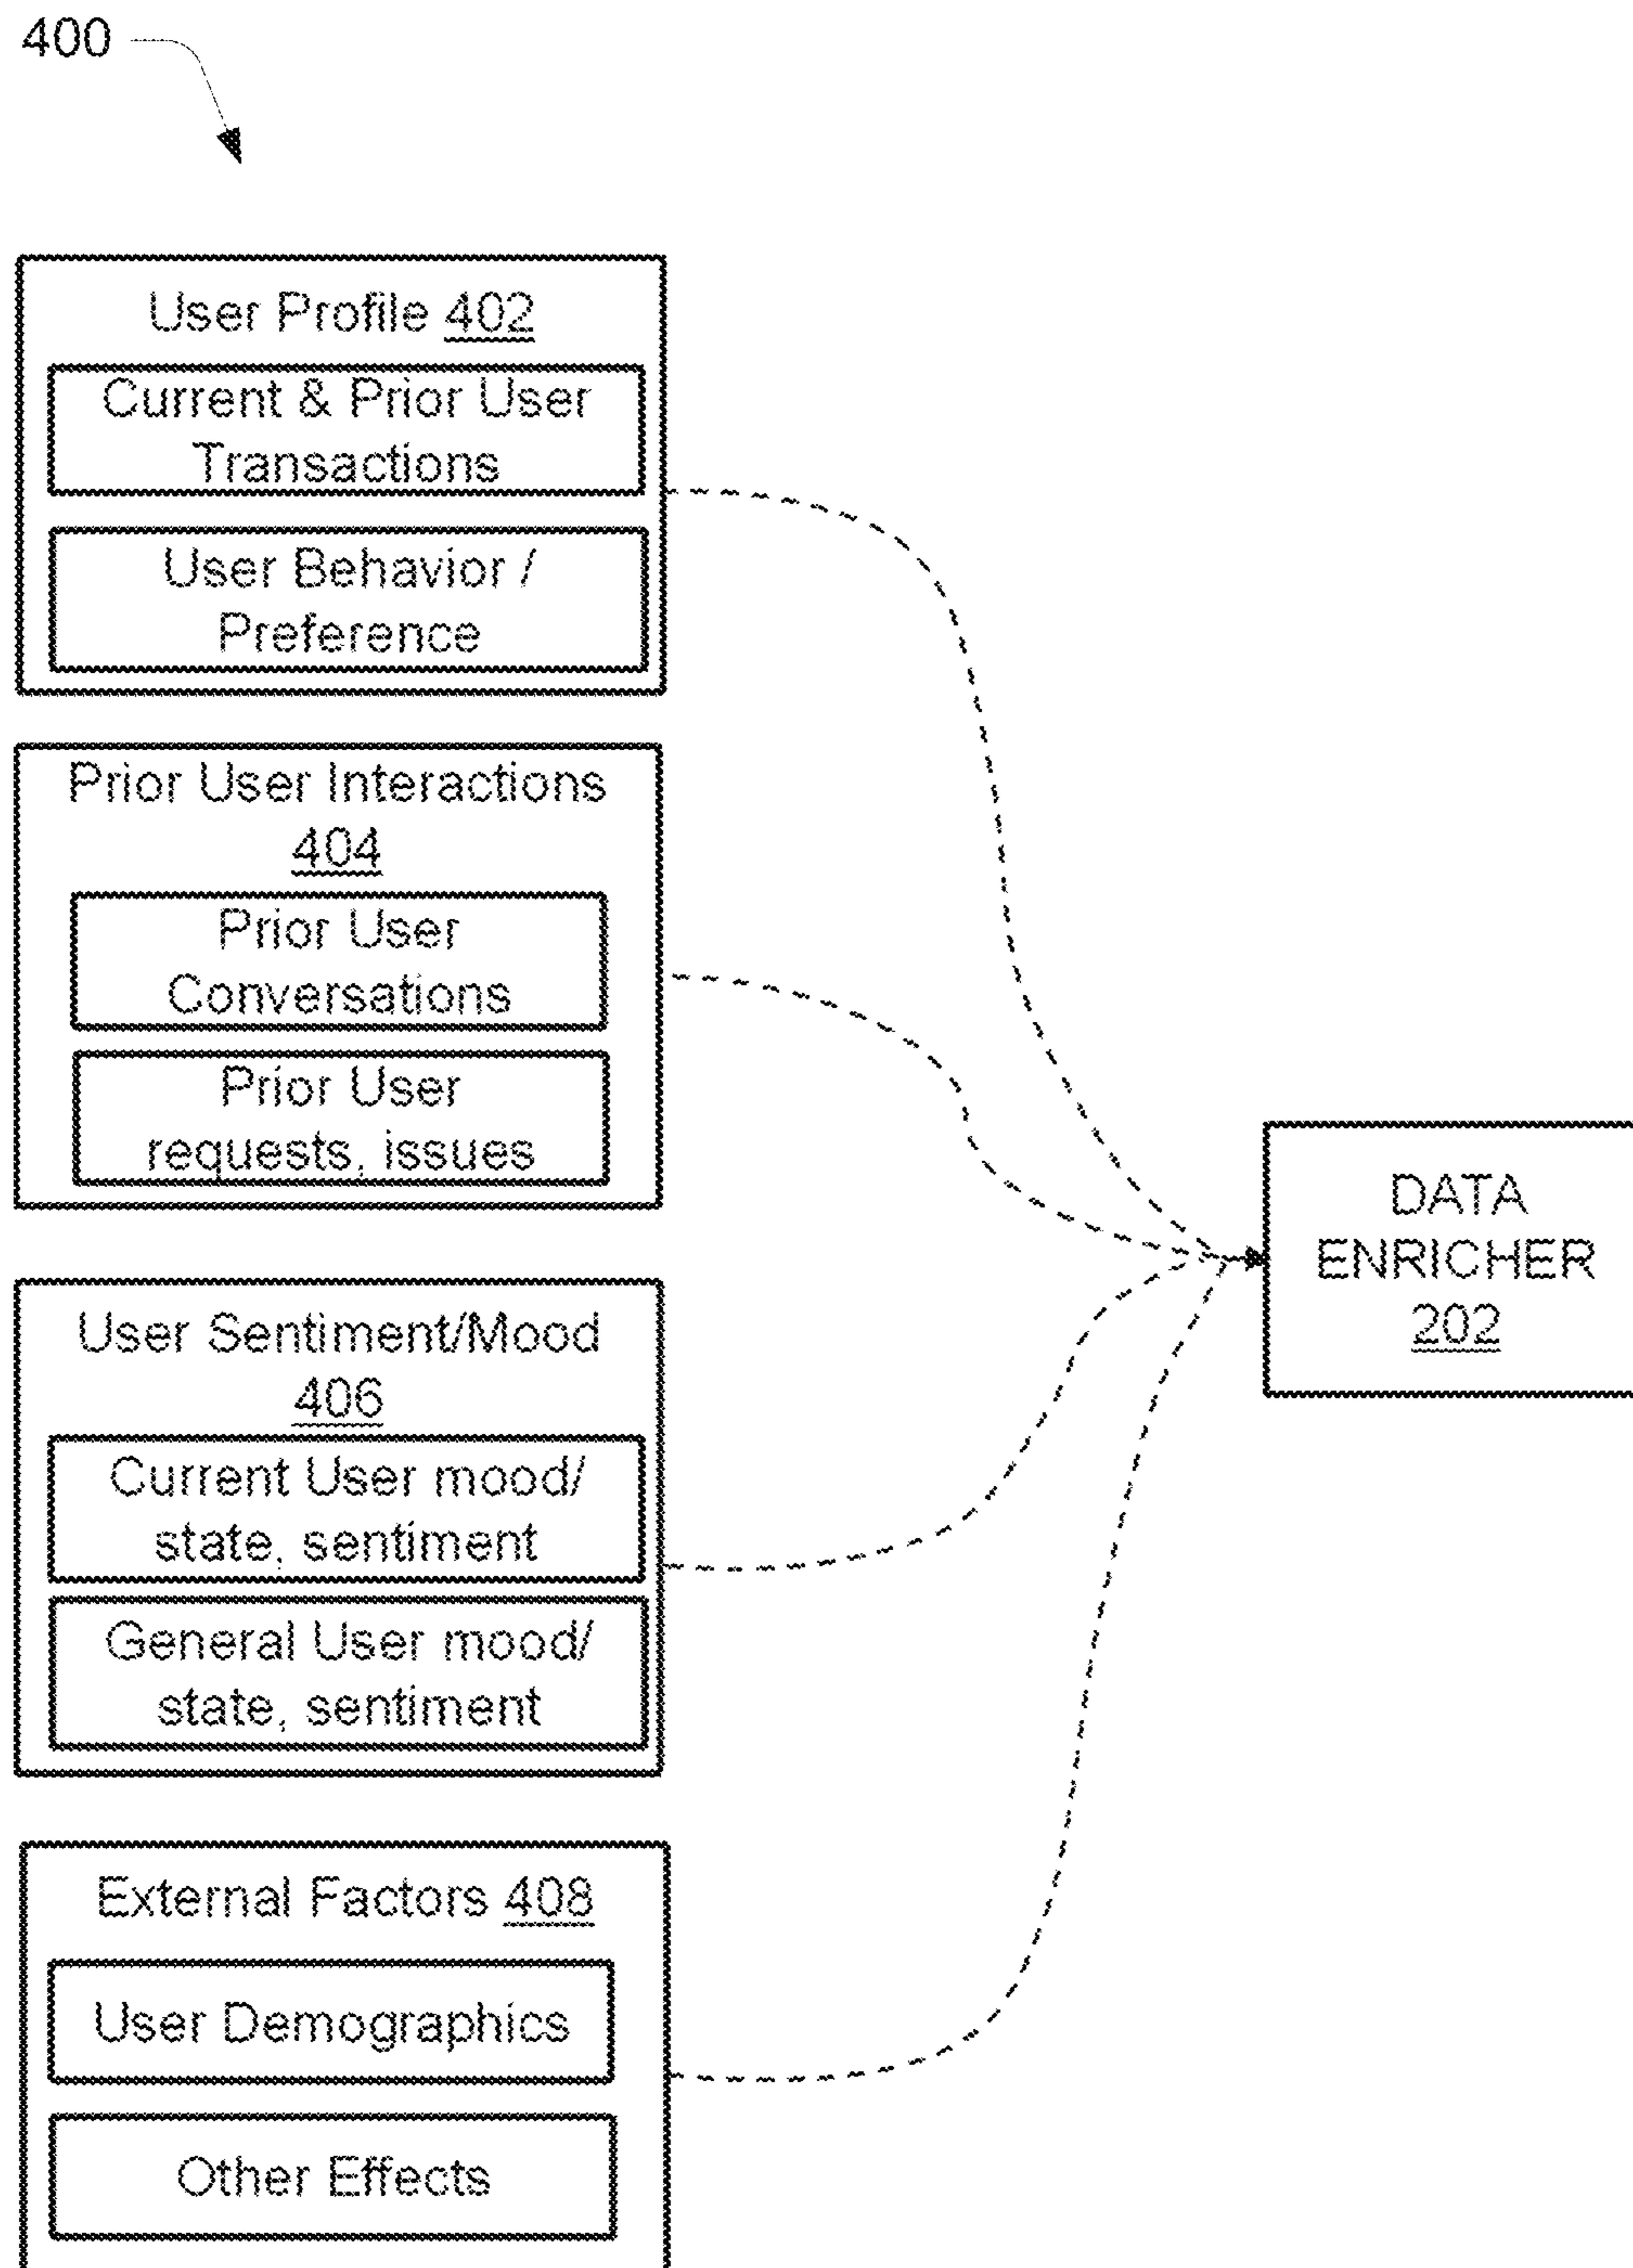 400
User Profile 402
Current & Prior User
Transactions
User Behavior /
Preference
Prior User Interactions
404
Prior User
Conversations
Prior User
requests, issues
User Sentiment/Mood
406
Current User mood/
state, sentiment
General User mood/
state, sentiment
External Factors 408
User Demographics
Other Effects
DATA
ENRICHER
202